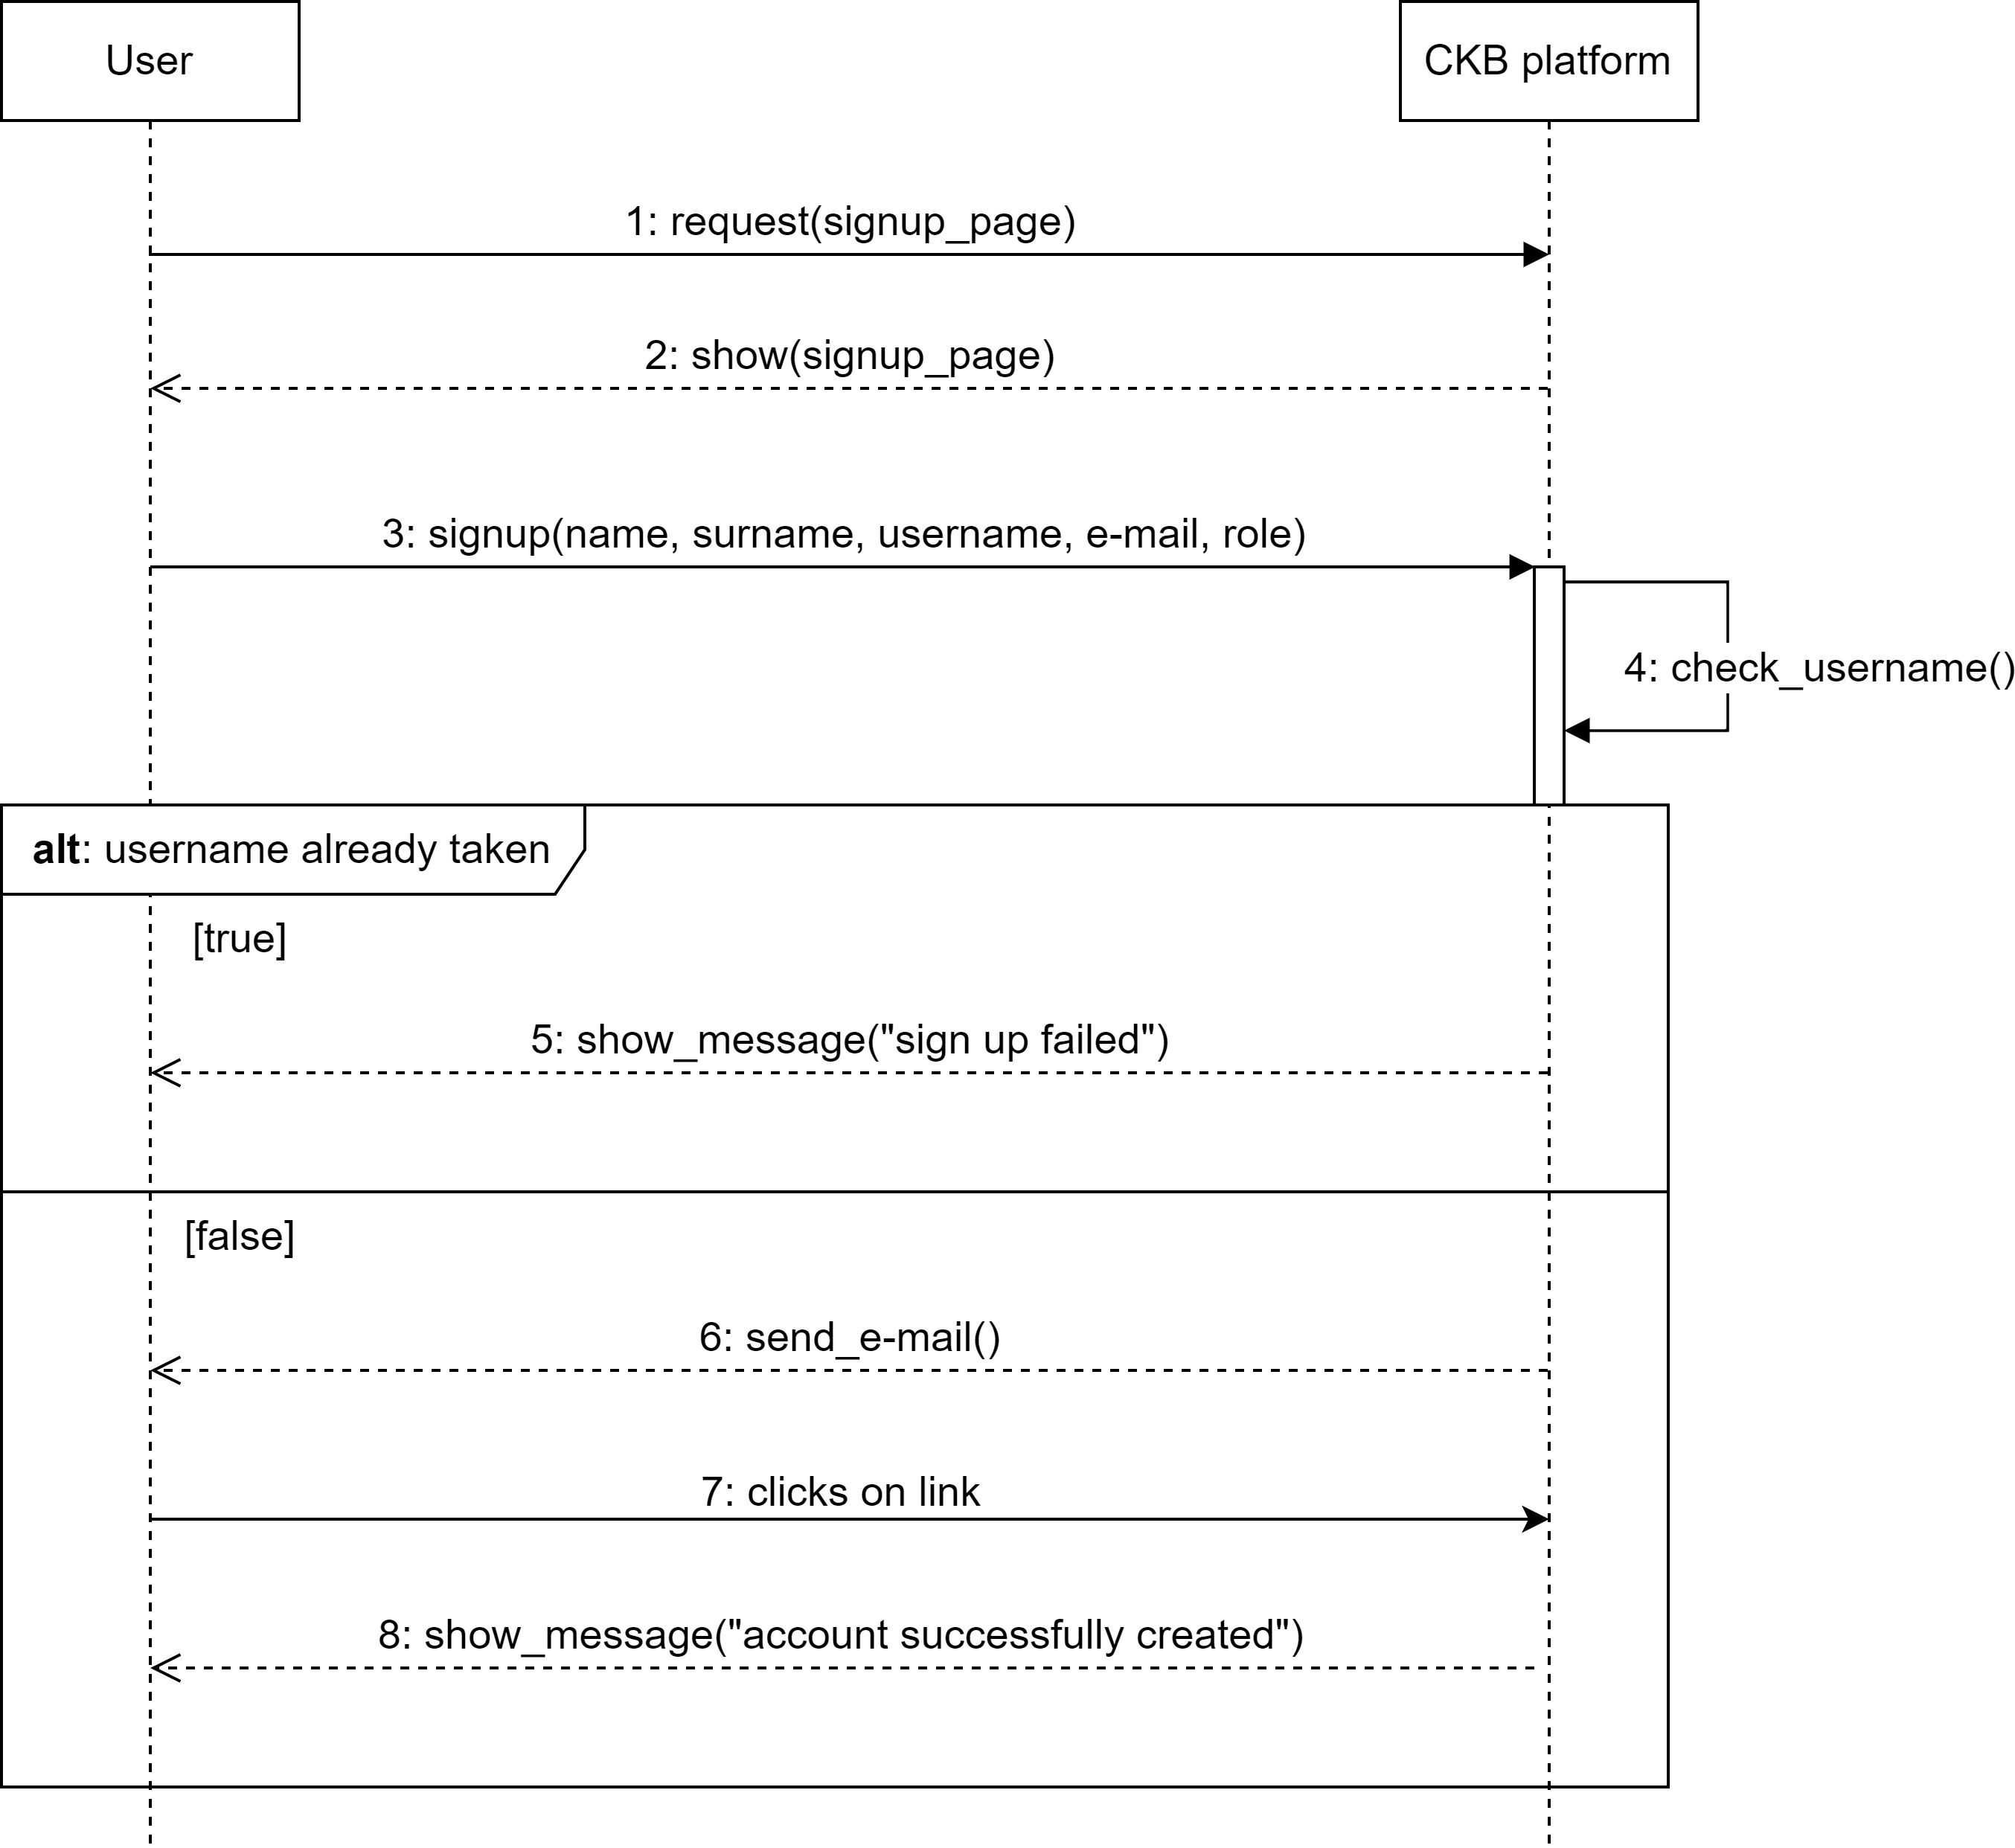 User
CKB platform
1: request(signup_page)
2: show(signup_page)
3: signup(name, surname, username, e-mail, role)
4: check_username()
alt: username already taken
[true]
5: show_message("sign up failed")
[false]
6: send_e-mail()
7: clicks on link
8: show_message("account successfully created")